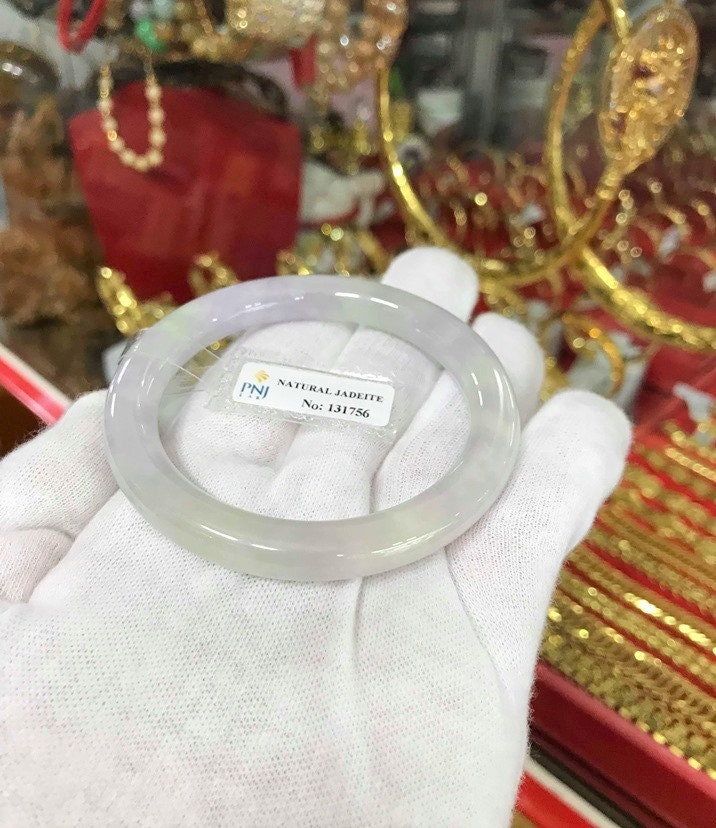 PNJ
NATURAL JADEITE
No: 131756